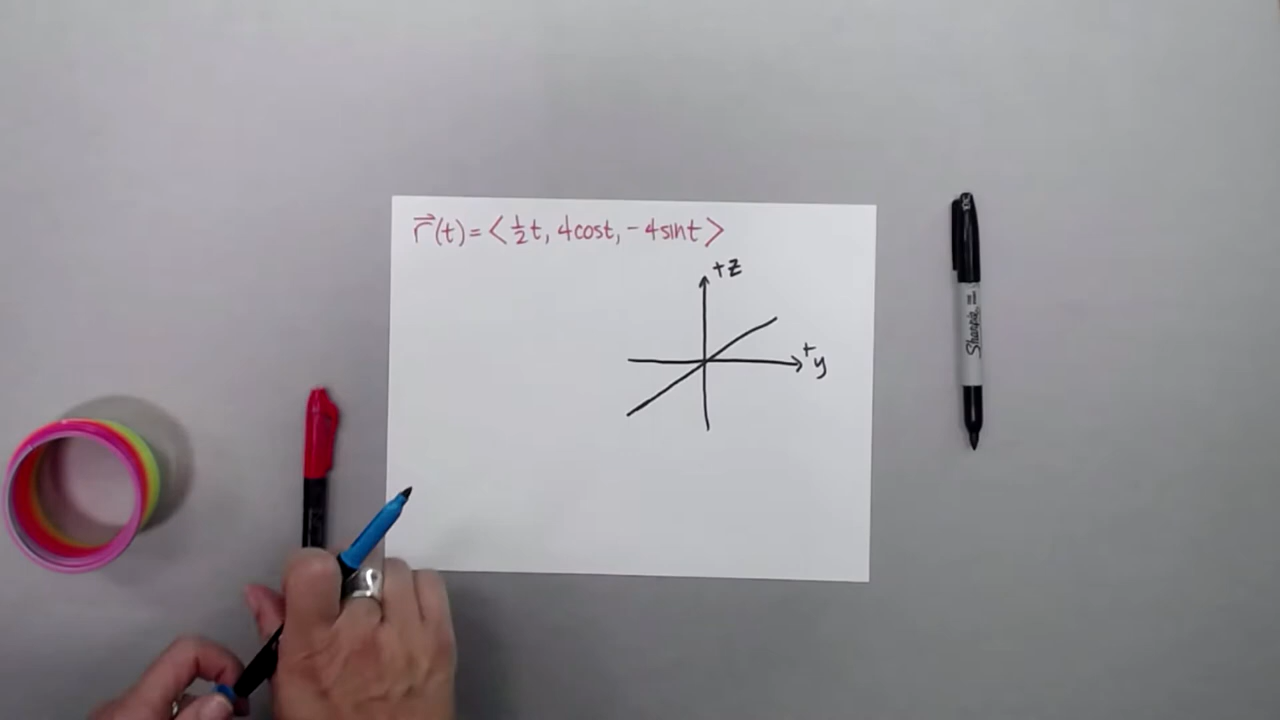 r⃗(t)=⟨½t, 4cost, -4sint⟩
+z
+y
Sharpie